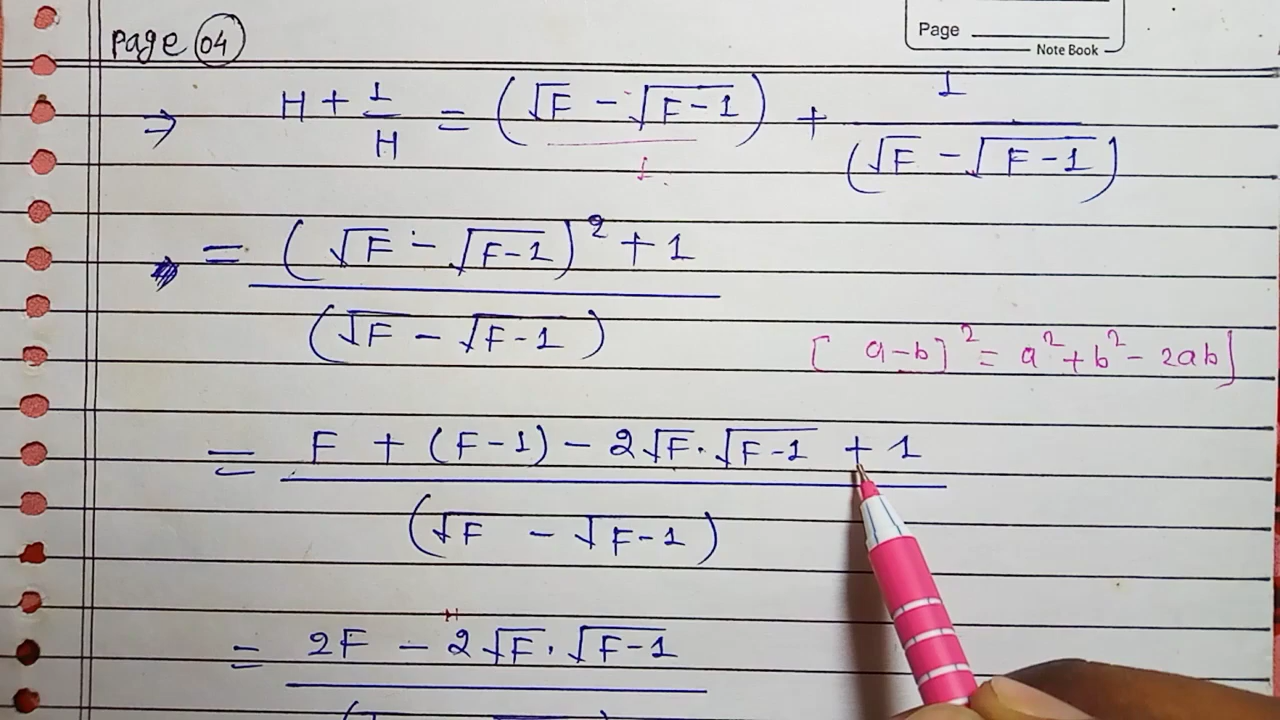 Page 04
Page
Note Book
⇒ H + 1/H = (√F − √(F−1))/1 + 1/(√F − √(F−1))
= ((√F − √(F−1))² + 1)/(√F − √(F−1))
[a−b]² = a² + b² − 2ab]
= (F + (F−1) − 2√F · √(F−1) + 1)/(√F − √(F−1))
= 2F − 2√F · √(F−1)